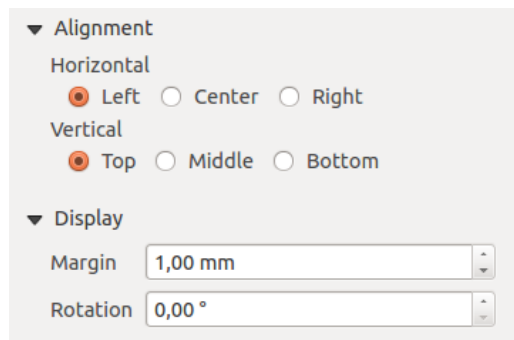 Alignment
Horizontal
Left Center Right
Vertical
Top Middle Bottom
Display
Margin 1,00 mm
Rotation 0,00 °